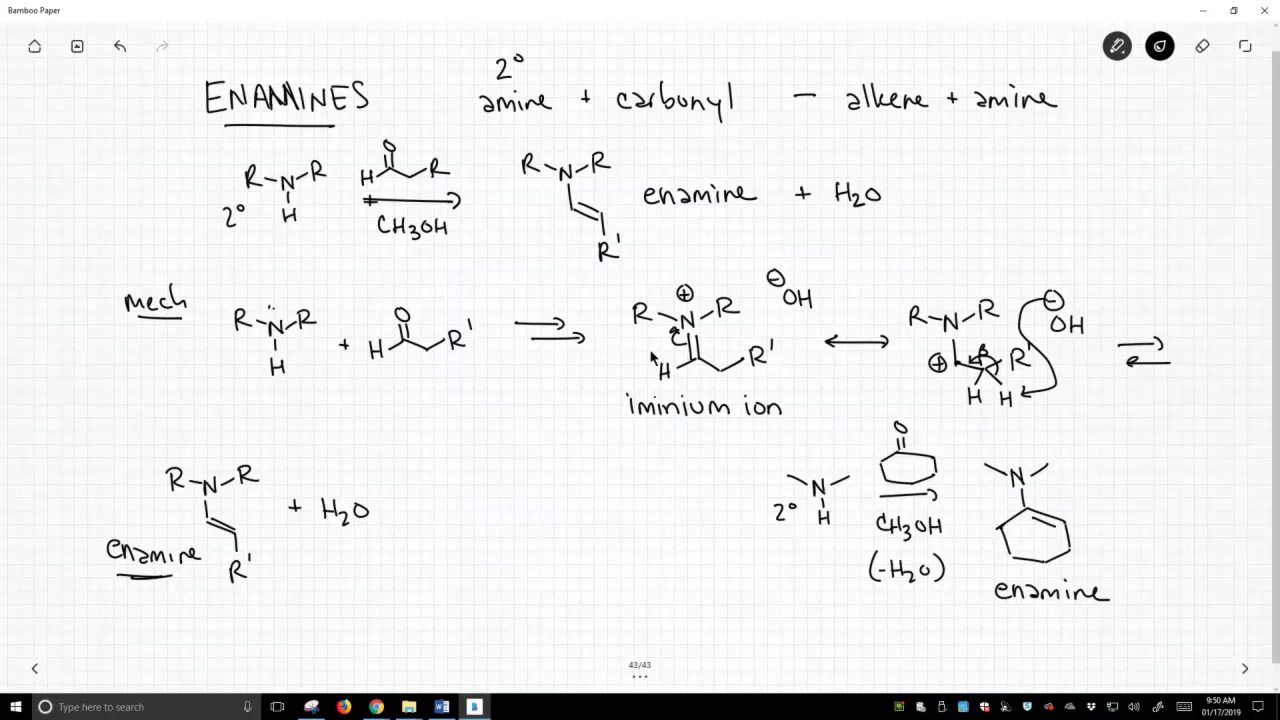 Bamboo Paper
2°
ENAMINES amine + carbonyl – alkene + amine
O
R N R H R R N R
2° H CH3OH R' enamine + H2O
mech
R N R + H O R' R N R ⊕ ⊖ OH R N R ⊖ OH
H H R' ⊕ R'
H H
iminium ion
R N R + H2O
enamine R'
O
N N
2° H CH3OH
(-H2O)
enamine
43/43
Type here to search
9:50 AM
01/17/2019